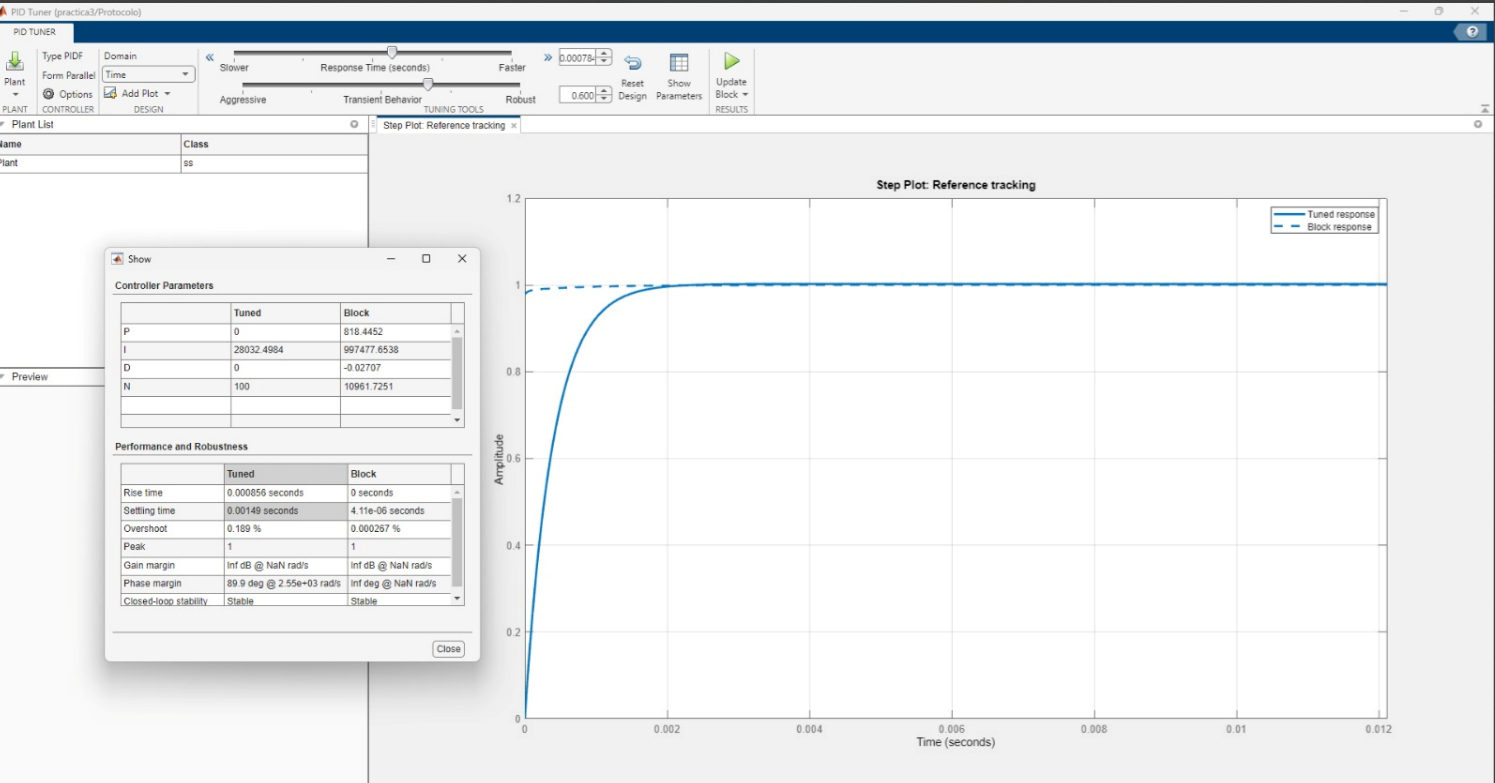 PID Tuner (practica3/Protocolo)
PID TUNER
?
Plant
Type PIDF
Form Parallel
Options
Domain
Time
Add Plot
Slower Response Time (seconds) Faster
Aggressive Transient Behavior Robust
0.00078
0.600
Reset Design
Show Parameters
Update Block
PLANT CONTROLLER DESIGN TUNING TOOLS RESULTS
Plant List
Name Class
Plant ss
Preview
Step Plot: Reference tracking
Show
Controller Parameters
Tuned Block
P 0 818.4452
I 28032.4984 997477.6538
D 0 -0.02707
N 100 10961.7251
Performance and Robustness
Tuned Block
Rise time 0.000856 seconds 0 seconds
Settling time 0.00149 seconds 4.11e-06 seconds
Overshoot 0.189 % 0.000267 %
Peak 1 1
Gain margin Inf dB @ NaN rad/s Inf dB @ NaN rad/s
Phase margin 89.9 deg @ 2.55e+03 rad/s Inf deg @ NaN rad/s
Closed-loop stability Stable Stable
Close
Step Plot: Reference tracking
Tuned response
Block response
1.2
1
0.8
0.6
0.4
0.2
0
Amplitude
0 0.002 0.004 0.006 0.008 0.01 0.012
Time (seconds)